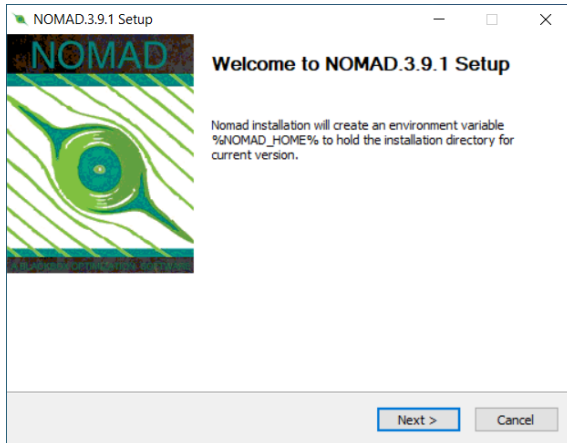 NOMAD.3.9.1 Setup
NOMAD
Welcome to NOMAD.3.9.1 Setup
Nomad installation will create an environment variable
%NOMAD_HOME% to hold the installation directory for
current version.
Next >
Cancel